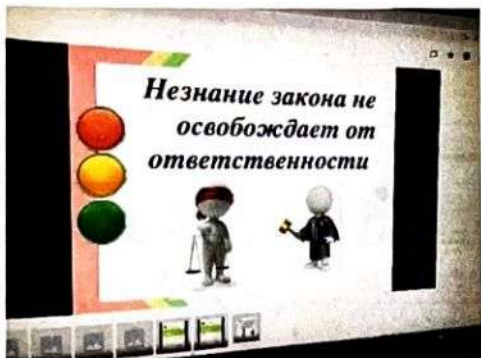 Незнание закона не
освобождает от
ответственности